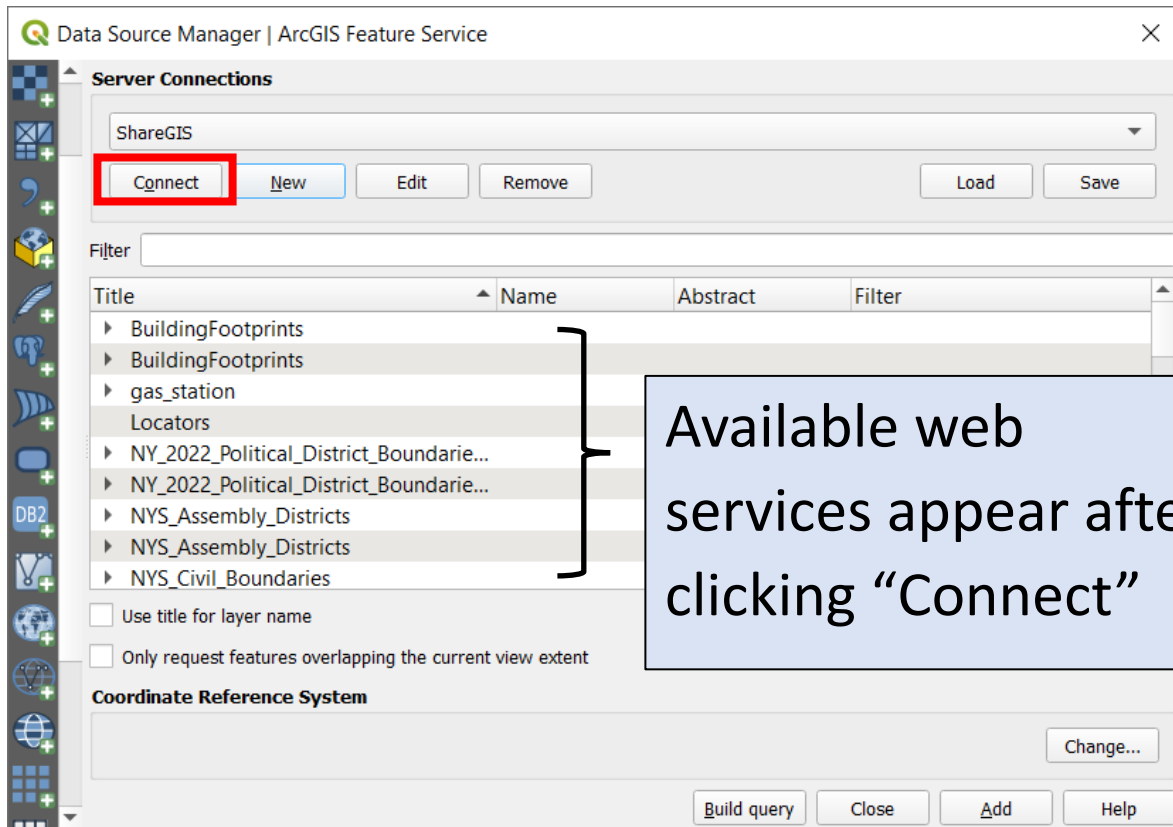 Data Source Manager | ArcGIS Feature Service
Server Connections
ShareGIS
Connect New Edit Remove Load Save
Filter
Title Name Abstract Filter
BuildingFootprints
BuildingFootprints
gas_station
Locators
NY_2022_Political_District_Boundarie...
NY_2022_Political_District_Boundarie...
NYS_Assembly_Districts
NYS_Assembly_Districts
NYS_Civil_Boundaries
Available web
services appear afte
clicking “Connect”
Use title for layer name
Only request features overlapping the current view extent
Coordinate Reference System
Change...
Build query Close Add Help
DB2